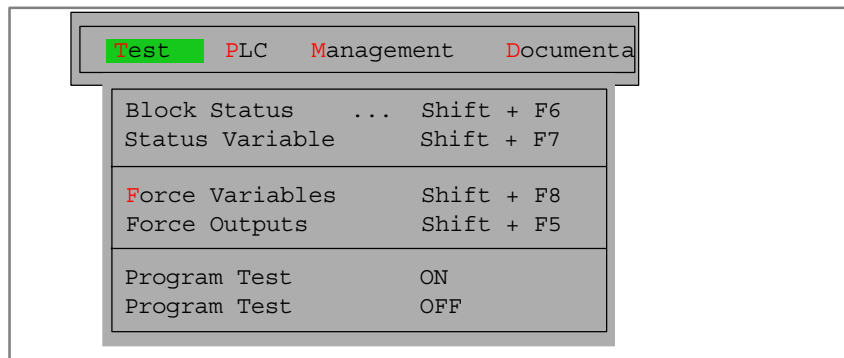 Test PLC Management Documenta
Block Status ... Shift + F6
Status Variable Shift + F7
Force Variables Shift + F8
Force Outputs Shift + F5
Program Test ON
Program Test OFF